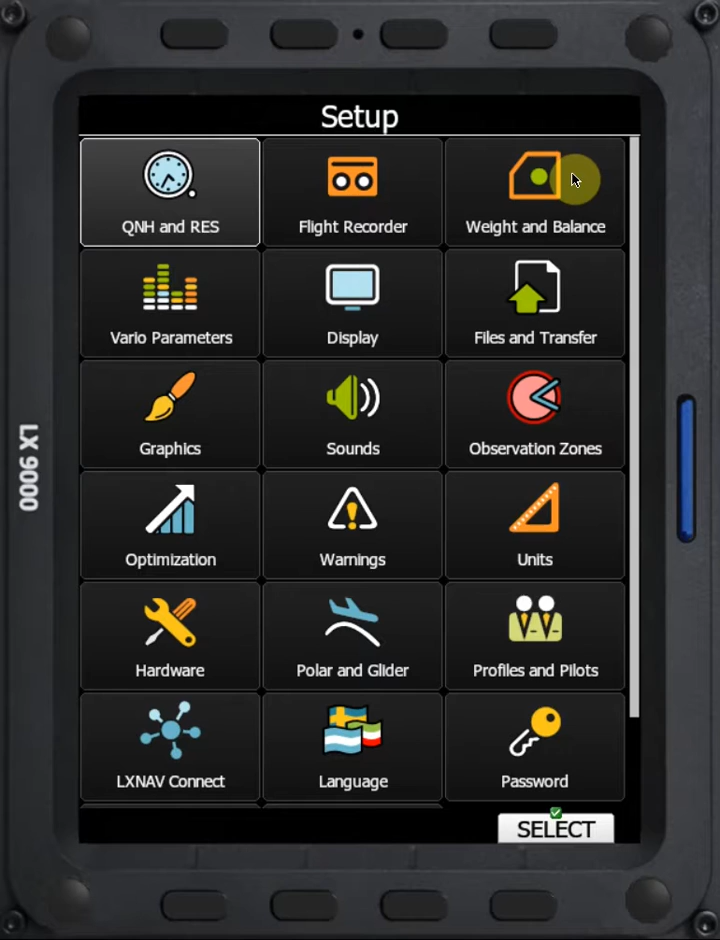 Setup
QNH and RES
Flight Recorder
Weight and Balance
Vario Parameters
Display
Files and Transfer
Graphics
Sounds
Observation Zones
Optimization
Warnings
Units
Hardware
Polar and Glider
Profiles and Pilots
LXNAV Connect
Language
Password
SELECT
LX 9000